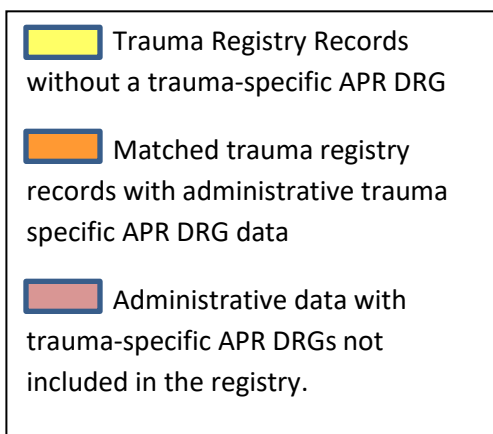 Trauma Registry Records
without a trauma-specific APR DRG
Matched trauma registry
records with administrative trauma
specific APR DRG data
Administrative data with
trauma-specific APR DRGs not
included in the registry.